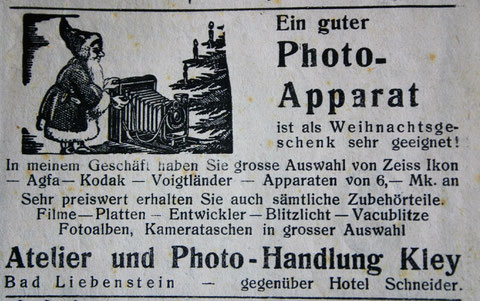 Ein guter
Photo-
Apparat
ist als Weihnachtsge-
schenk sehr geeignet!
In meinem Geschäft haben Sie grosse Auswahl von Zeiss Ikon
— Agfa — Kodak — Voigtländer — Apparaten von 6,— Mk. an
Sehr preiswert erhalten Sie auch sämtliche Zubehörteile.
Filme — Platten — Entwickler — Blitzlicht — Vacublitze
Fotoalben, Kamerataschen in grosser Auswahl
Atelier und Photo-Handlung Kley
Bad Liebenstein — gegenüber Hotel Schneider.